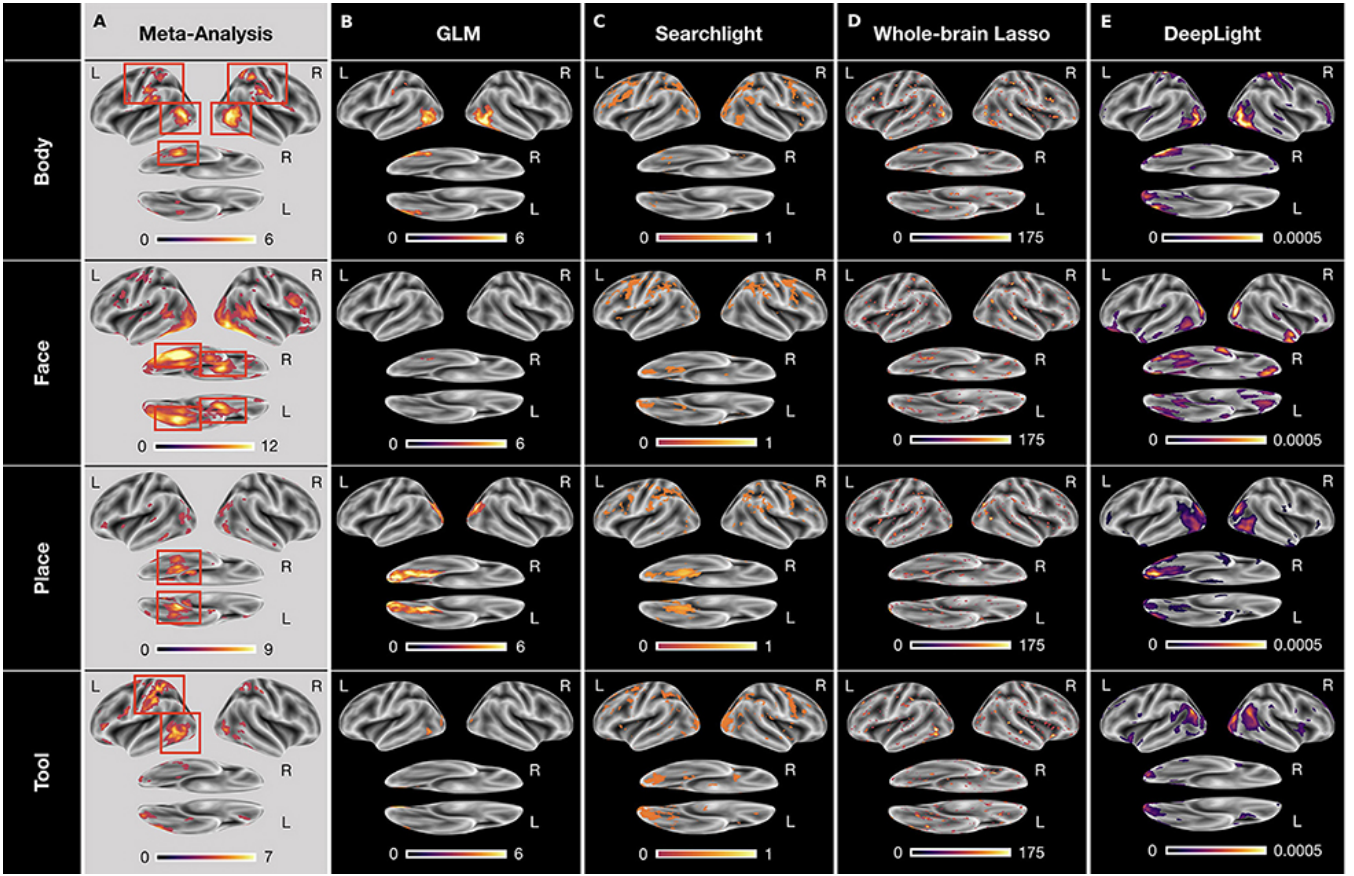 A B C D E
Meta-Analysis GLM Searchlight Whole-brain Lasso DeepLight
Body
L R L R L R L R L R
R R R R R
L L L L L
0 6 0 6 0 1 0 175 0 0.0005
Face
L R L R L R L R L R
R R R R R
L L L L L
0 12 0 6 0 1 0 175 0 0.0005
Place
L R L R L R L R L R
R R R R R
L L L L L
0 9 0 6 0 1 0 175 0 0.0005
Tool
L R L R L R L R L R
R R R R R
L L L L L
0 7 0 6 0 1 0 175 0 0.0005